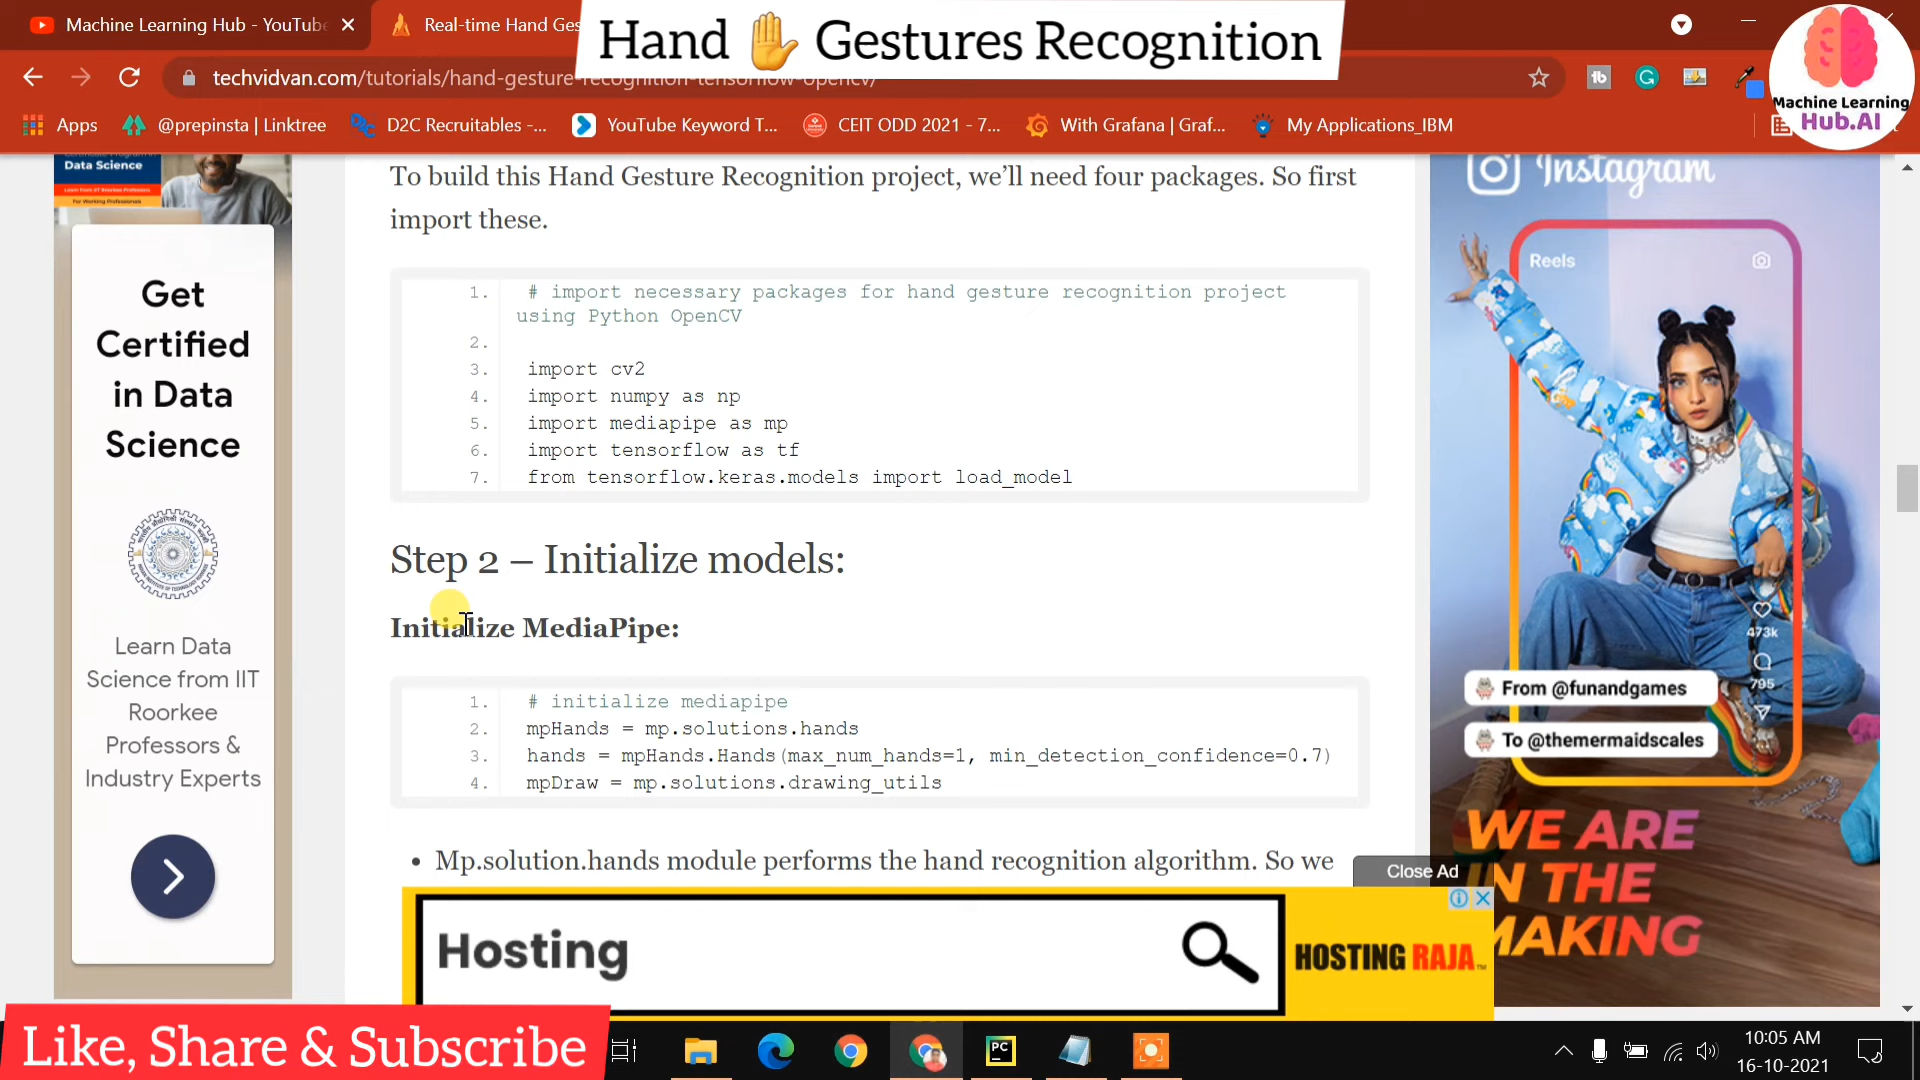 Machine Learning Hub - YouTube
Real-time Hand Ges
Hand ✋ Gestures Recognition
techvidvan.com/tutorials/hand-gesture-recognition-tensorflow-opencv/
Machine Learning
Hub.AI
Apps
@prepinsta | Linktree
D2C Recruitables -...
YouTube Keyword T...
CEIT ODD 2021 - 7...
With Grafana | Graf...
My Applications_IBM
Data Science
For Working Professionals
Get
Certified
in Data
Science
Learn Data
Science from IIT
Roorkee
Professors &
Industry Experts
To build this Hand Gesture Recognition project, we’ll need four packages. So first
import these.
1. # import necessary packages for hand gesture recognition project
using Python OpenCV
2.
3. import cv2
4. import numpy as np
5. import mediapipe as mp
6. import tensorflow as tf
7. from tensorflow.keras.models import load_model
Step 2 – Initialize models:
Initialize MediaPipe:
1. # initialize mediapipe
2. mpHands = mp.solutions.hands
3. hands = mpHands.Hands(max_num_hands=1, min_detection_confidence=0.7)
4. mpDraw = mp.solutions.drawing_utils
• Mp.solution.hands module performs the hand recognition algorithm. So we
Close Ad
Hosting
HOSTING RAJA
Instagram
Reels
473k
795
From @funandgames
To @themermaidscales
WE ARE
IN THE
MAKING
Like, Share & Subscribe
PC
10:05 AM
16-10-2021